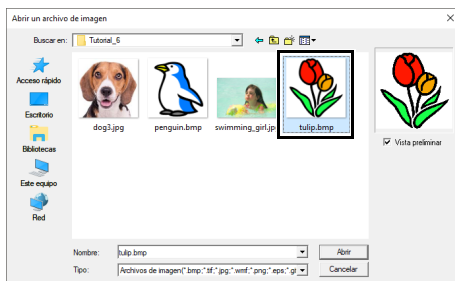 Abrir un archivo de imagen
Buscar en: Tutorial_6
Acceso rápido
Escritorio
Bibliotecas
Este equipo
Red
dog3.jpg penguin.bmp swimming_girl.jpg tulip.bmp
Vista preliminar
Nombre: tulip.bmp Abrir
Tipo: Archivos de imagen(*.bmp;*.tif;*.jpg;*.wmf;*.png;*.eps;*.gi Cancelar